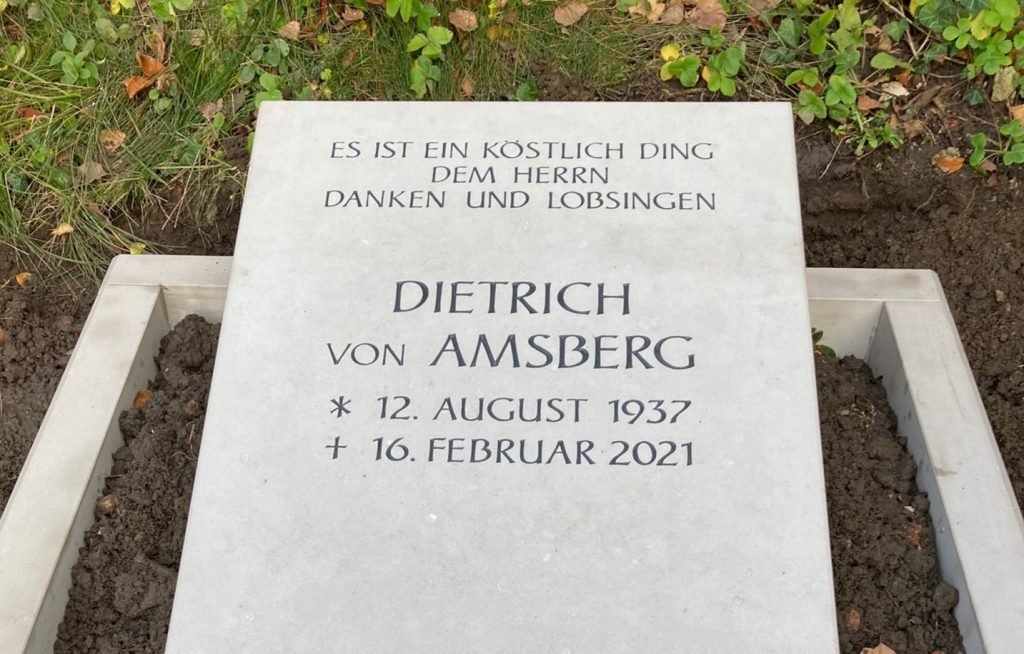 ES IST EIN KÖSTLICH DING
DEM HERRN
DANKEN UND LOBSINGEN
DIETRICH
VON AMSBERG
* 12. AUGUST 1937
+ 16. FEBRUAR 2021